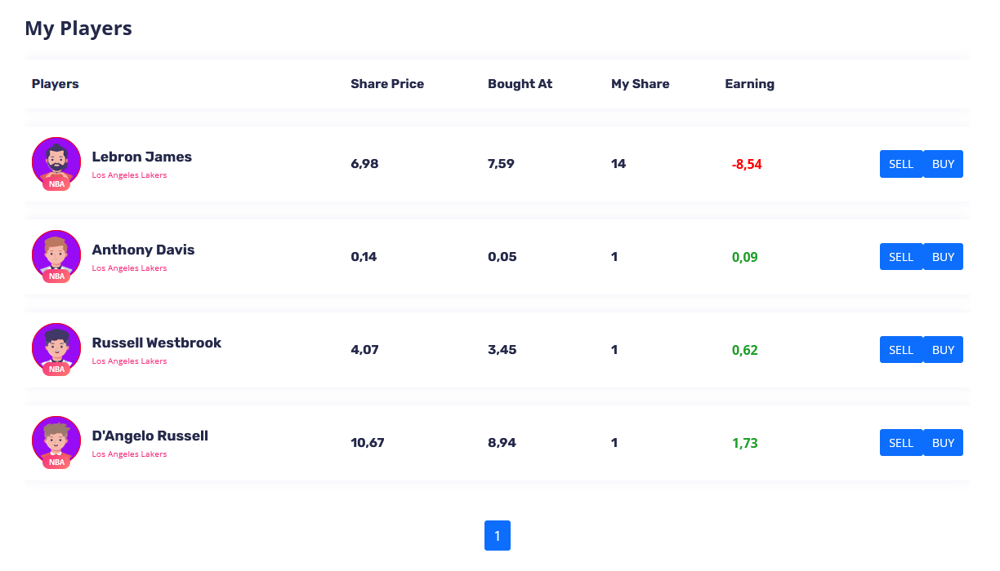 My Players
Players Share Price Bought At My Share Earning
Lebron James
Los Angeles Lakers
NBA
6,98 7,59 14 -8,54 SELL BUY
Anthony Davis
Los Angeles Lakers
NBA
0,14 0,05 1 0,09 SELL BUY
Russell Westbrook
Los Angeles Lakers
NBA
4,07 3,45 1 0,62 SELL BUY
D'Angelo Russell
Los Angeles Lakers
NBA
10,67 8,94 1 1,73 SELL BUY
1